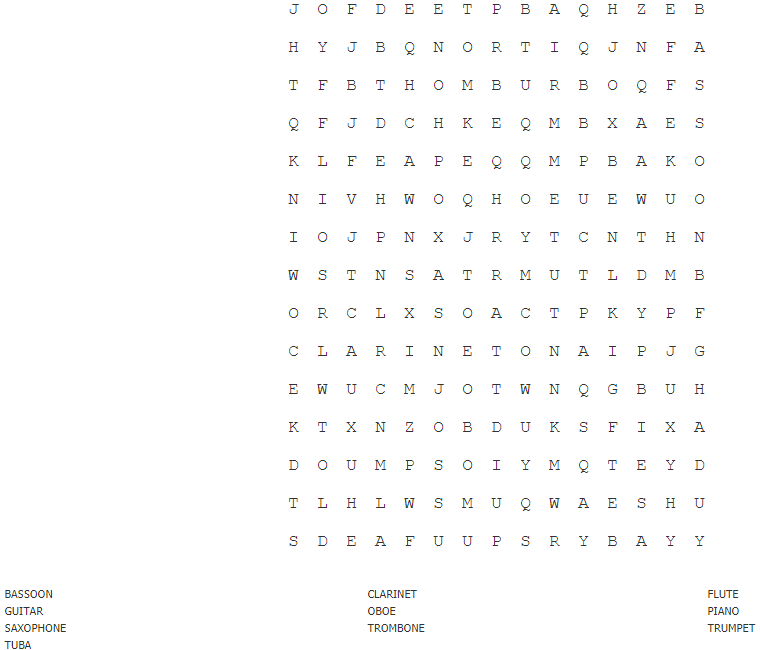 J O F D E E T P B A Q H Z E B
H Y J B Q N O R T I Q J N F A
T F B T H O M B U R B O Q F S
Q F J D C H K E Q M B X A E S
K L F E A P E Q Q M P B A K O
N I V H W O Q H O E U E W U O
I O J P N X J R Y T C N T H N
W S T N S A T R M U T L D M B
O R C L X S O A C T P K Y P F
C L A R I N E T O N A I P J G
E W U C M J O T W N Q G B U H
K T X N Z O B D U K S F I X A
D O U M P S O I Y M Q T E Y D
T L H L W S M U Q W A E S H U
S D E A F U U P S R Y B A Y Y
BASSOON CLARINET FLUTE
GUITAR OBOE PIANO
SAXOPHONE TROMBONE TRUMPET
TUBA